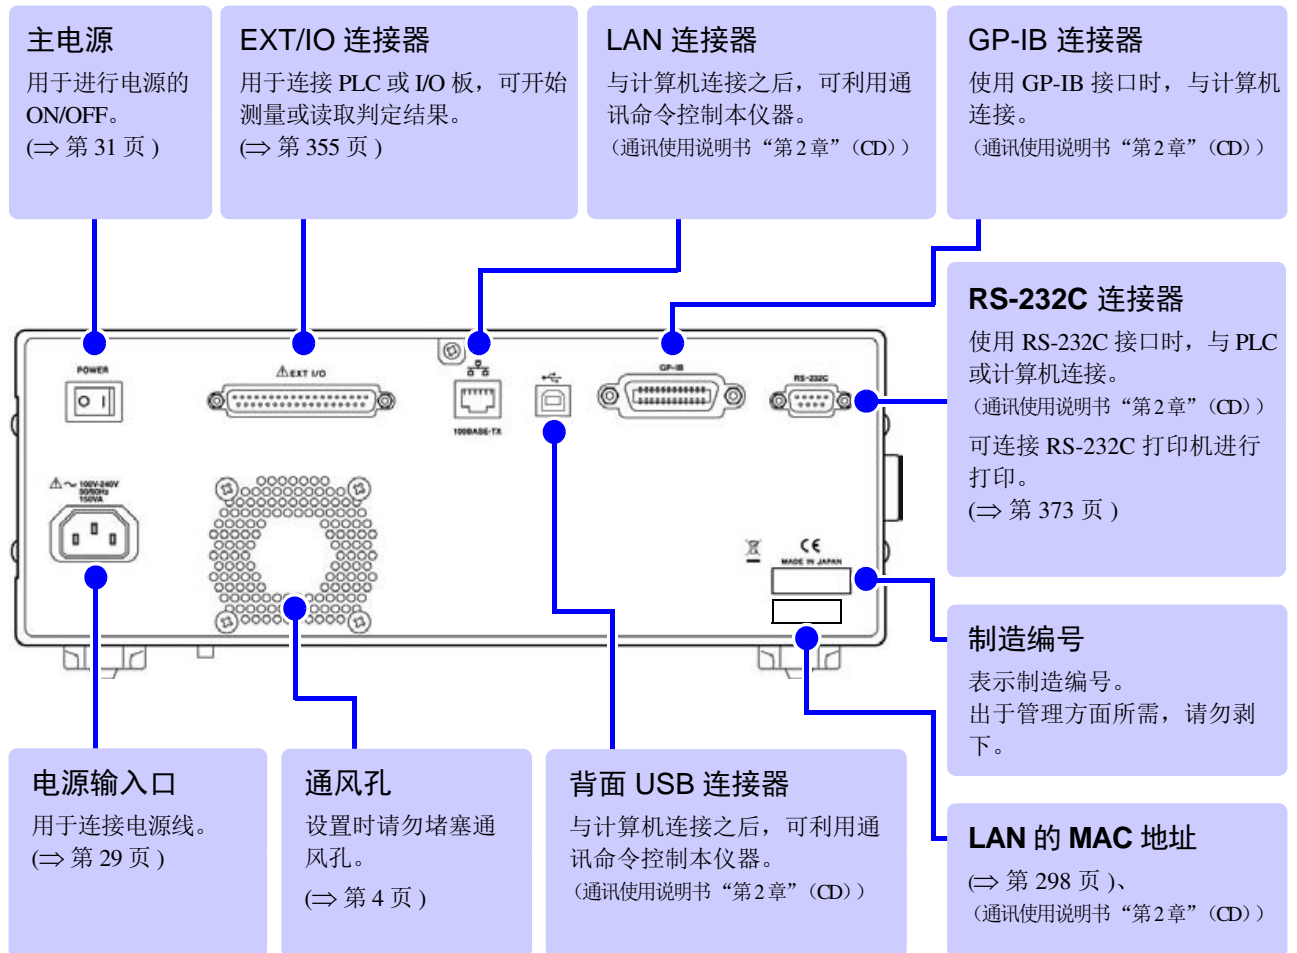 主电源
用于进行电源的
ON/OFF。
(⇒ 第 31 页 )
EXT/IO 连接器
用于连接 PLC 或 I/O 板，可开始
测量或读取判定结果。
(⇒ 第 355 页 )
LAN 连接器
与计算机连接之后，可利用通
讯命令控制本仪器。
（通讯使用说明书“第 2 章”（CD））
GP-IB 连接器
使用 GP-IB 接口时，与计算机
连接。
（通讯使用说明书“第 2 章”（CD））
RS-232C 连接器
使用 RS-232C 接口时，与 PLC
或计算机连接。
（通讯使用说明书“第 2 章”（CD））
可连接 RS-232C 打印机进行
打印。
(⇒ 第 373 页 )
POWER
EXT I/O
100BASE-TX
GP-IB
RS-232C
100V-240V
50/60Hz
150VA
CE
MADE IN JAPAN
制造编号
表示制造编号。
出于管理方面所需，请勿剥
下。
电源输入口
用于连接电源线。
(⇒ 第 29 页 )
通风孔
设置时请勿堵塞通
风孔。
(⇒ 第 4 页 )
背面 USB 连接器
与计算机连接之后，可利用通
讯命令控制本仪器。
（通讯使用说明书“第 2 章”（CD））
LAN 的 MAC 地址
(⇒ 第 298 页 )、
（通讯使用说明书“第 2 章”（CD））